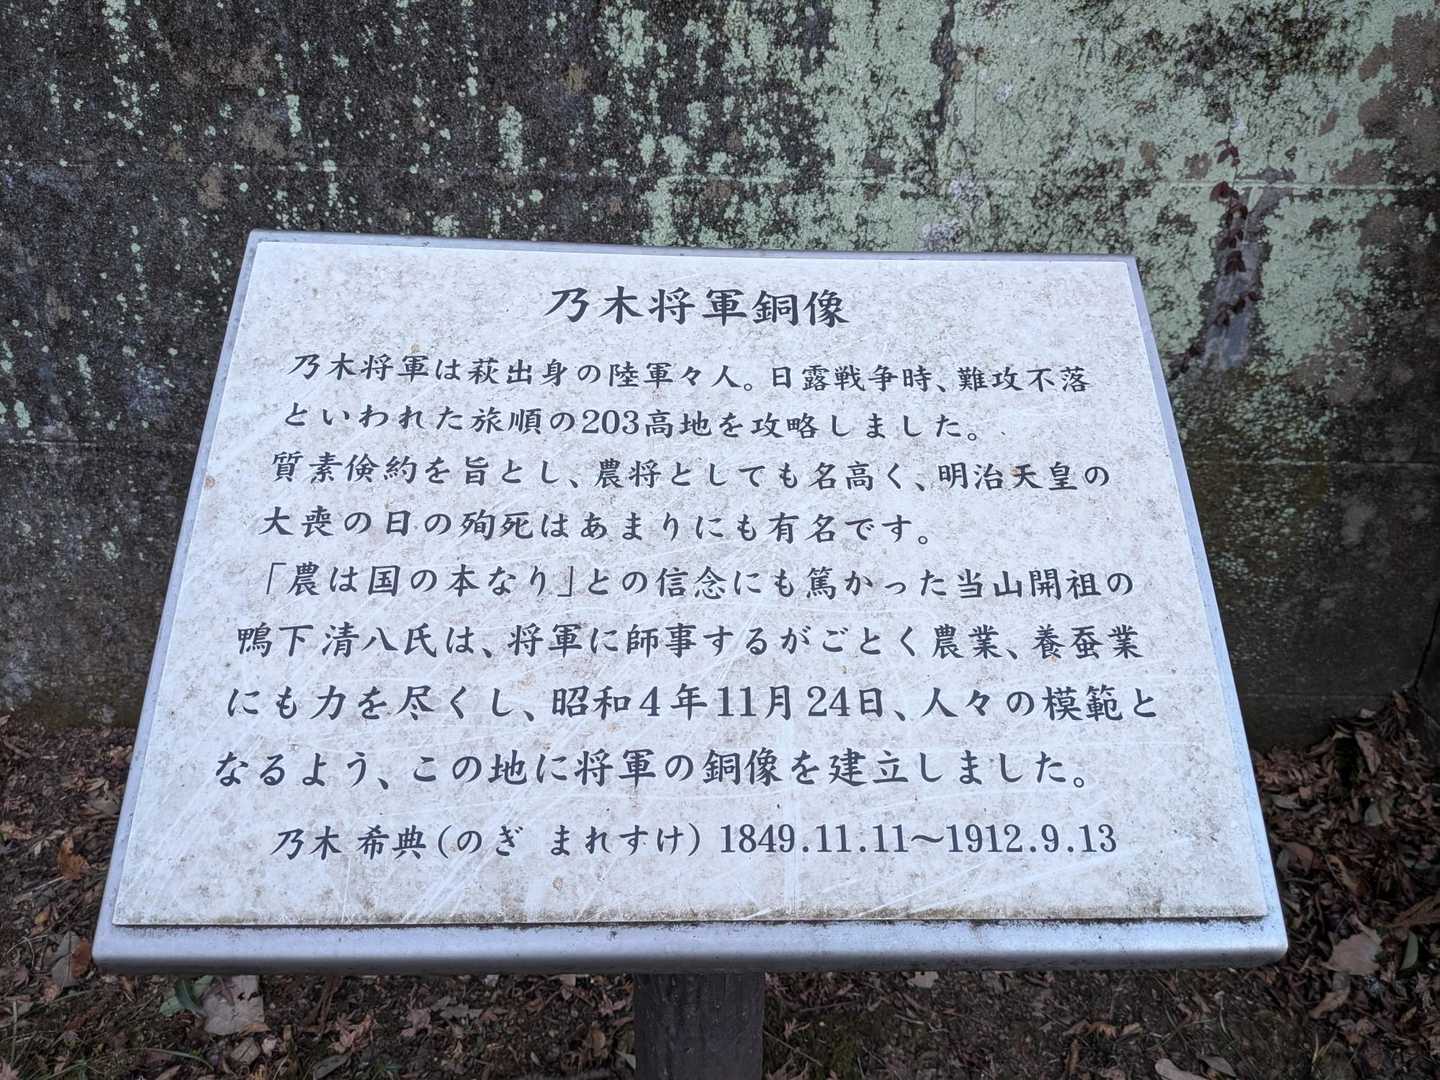 乃木将軍銅像
乃木将軍は萩出身の陸軍々人。日露戦争時、難攻不落
といわれた旅順の203高地を攻略しました。
質素倹約を旨とし、農将としても名高く、明治天皇の
大喪の日の殉死はあまりにも有名です。
「農は国の本なり」との信念にも篤かった当山開祖の
鴨下清八氏は、将軍に師事するがごとく農業、養蚕業
にも力を尽くし、昭和4年11月24日、人々の模範と
なるよう、この地に将軍の銅像を建立しました。
乃木 希典(のぎ まれすけ) 1849.11.11〜1912.9.13